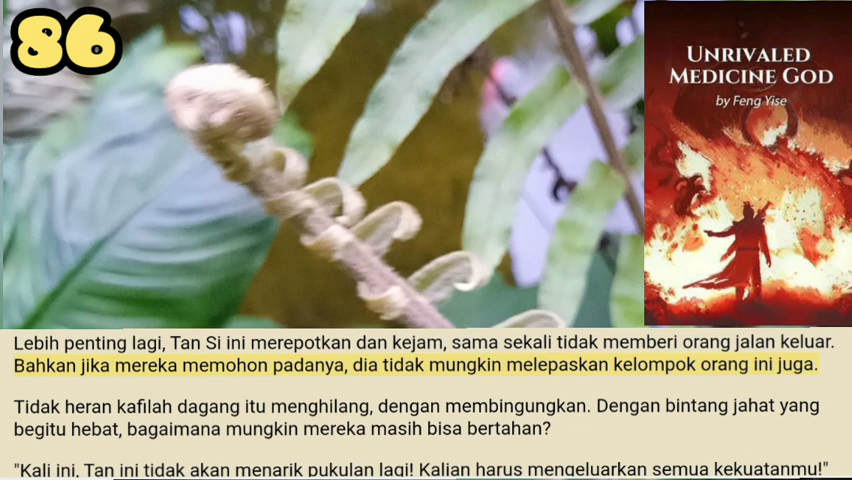 86
UNRIVALED
MEDICINE GOD
by Feng Yise
Lebih penting lagi, Tan Si ini merepotkan dan kejam, sama sekali tidak memberi orang jalan keluar.
Bahkan jika mereka memohon padanya, dia tidak mungkin melepaskan kelompok orang ini juga.
Tidak heran kafilah dagang itu menghilang, dengan membingungkan. Dengan bintang jahat yang
begitu hebat, bagaimana mungkin mereka masih bisa bertahan?
"Kali ini, Tan ini tidak akan menarik pukulan lagi! Kalian harus mengeluarkan semua kekuatanmu!"